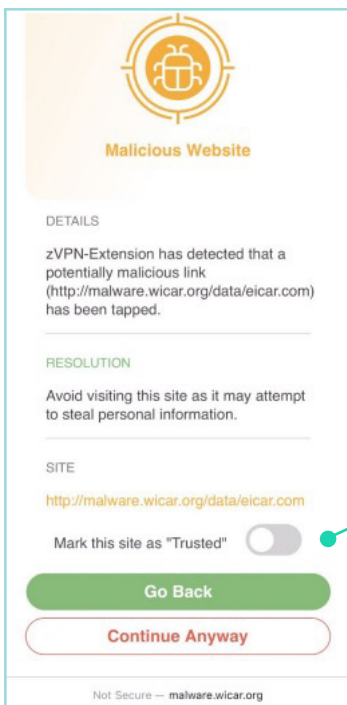 Malicious Website
DETAILS
zVPN-Extension has detected that a
potentially malicious link
(http://malware.wicar.org/data/eicar.com)
has been tapped.
RESOLUTION
Avoid visiting this site as it may attempt
to steal personal information.
SITE
http://malware.wicar.org/data/eicar.com
Mark this site as "Trusted"
Go Back
Continue Anyway
Not Secure — malware.wicar.org